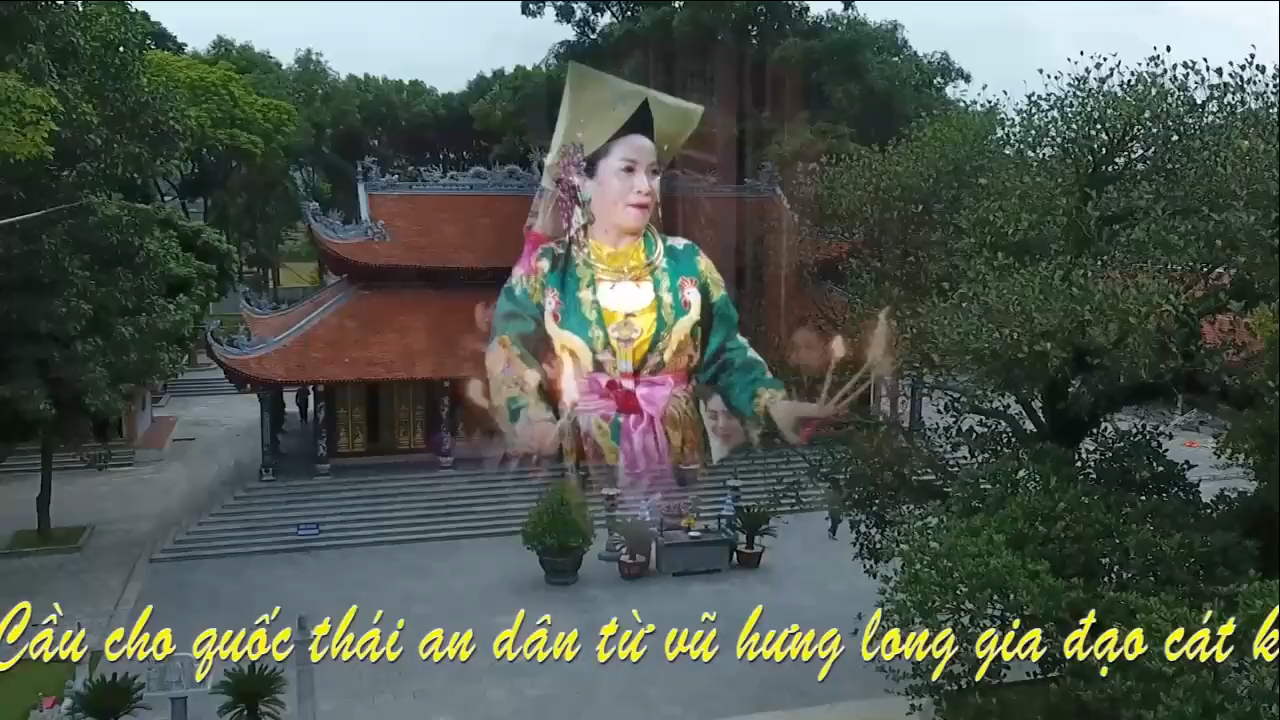 Cầu cho quốc thái an dân từ vũ hưng long gia đạo cát k